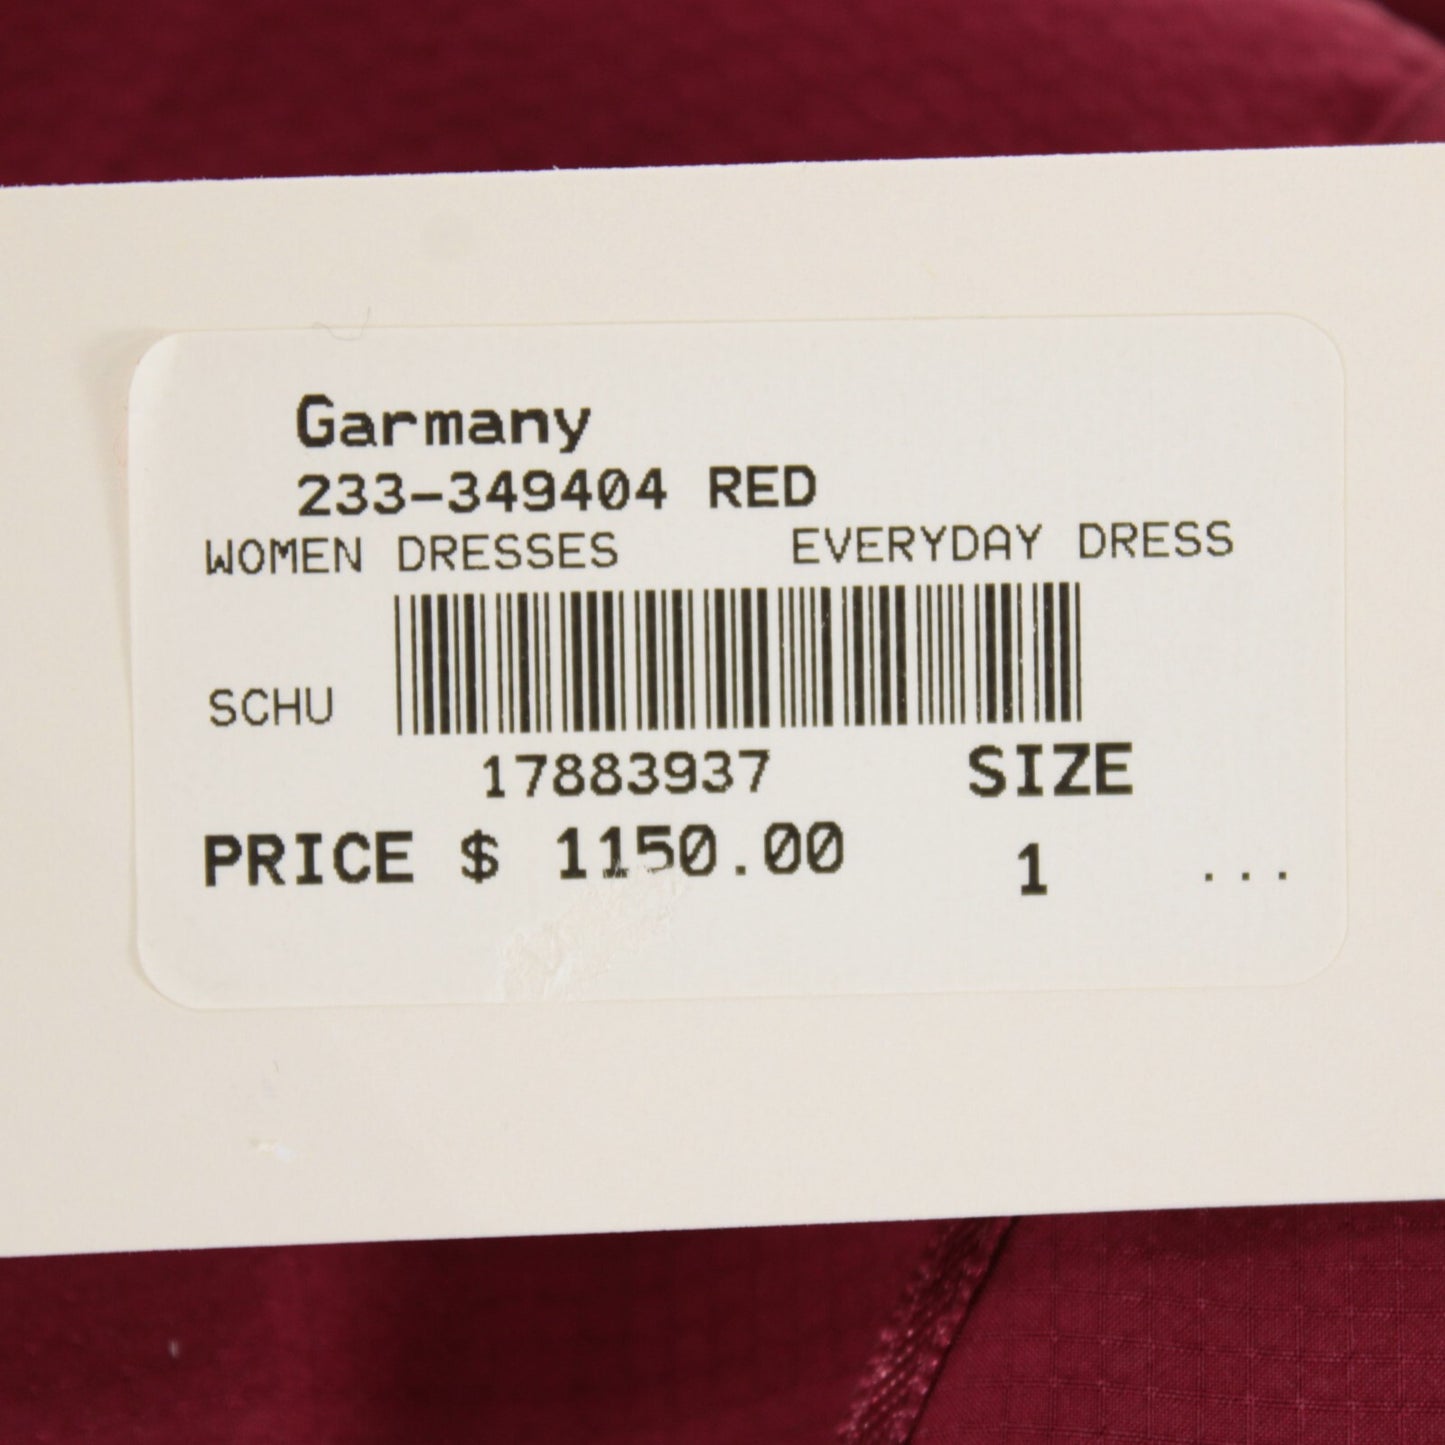 Garmany
233-349404 RED
WOMEN DRESSES EVERYDAY DRESS
SCHU
17883937 SIZE
PRICE $ 1150.00 1 ...